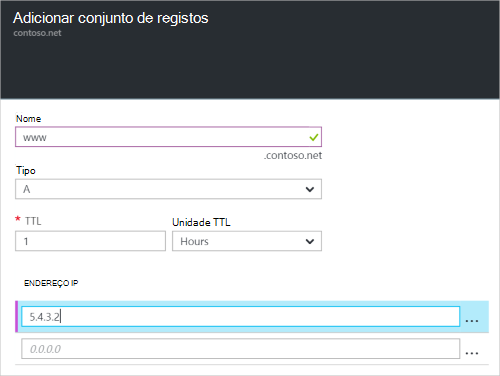 Adicionar conjunto de registos
contoso.net
Nome
www
.contoso.net
Tipo
A
* TTL
Unidade TTL
1
Hours
ENDEREÇO IP
5.4.3.2
...
0.0.0.0
...